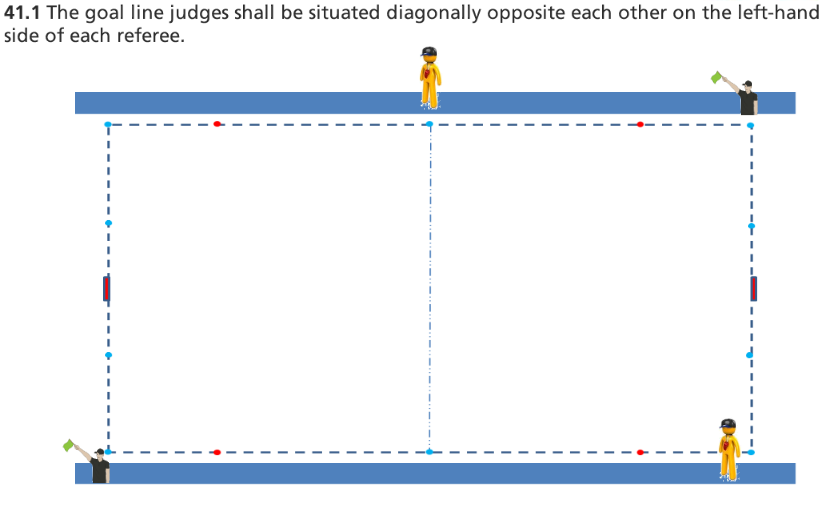 41.1 The goal line judges shall be situated diagonally opposite each other on the left-hand
side of each referee.